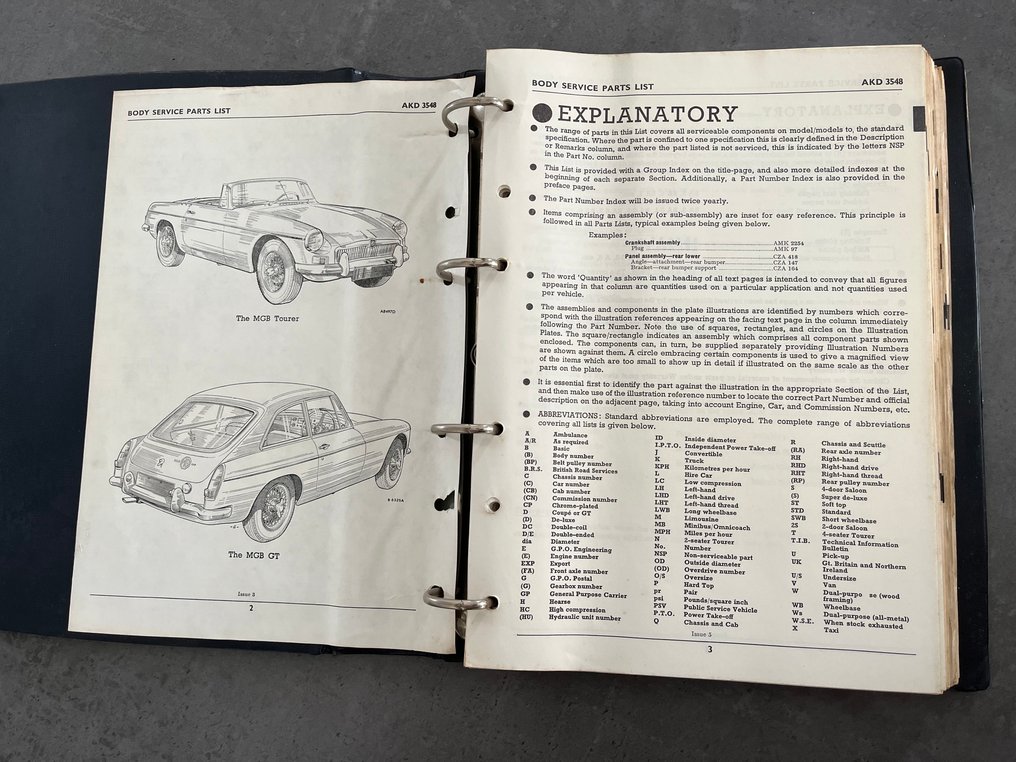 BODY SERVICE PARTS LIST AKD 3548
The MGB Tourer
The MGB GT
Issue 3
2
BODY SERVICE PARTS LIST AKD 3548
EXPLANATORY
The range of parts in this List covers all serviceable components on model/models to, the standard
specification. Where the part is confined to one specification this is clearly defined in the Description
or Remarks column, and where the part listed is not serviced, this is indicated by the letters NSP
in the Part No. column.
This List is provided with a Group Index on the title-page, and also more detailed indexes at the
beginning of each separate Section. Additionally, a Part Number Index is also provided in the
preface pages.
The Part Number Index will be issued twice yearly.
Items comprising an assembly (or sub-assembly) are inset for easy reference. This principle is
followed in all Parts Lists, typical examples being given below.
Examples:
Crankshaft assembly AMK 2254
Plug AMK 97
Panel assembly—rear lower CZA 418
Angle—attachment—rear bumper CZA 147
Bracket—rear bumper support CZA 164
The word 'Quantity' as shown in the heading of all text pages is intended to convey that all figures
appearing in that column are quantities used on a particular application and not quantities used
per vehicle.
The assemblies and components in the plate illustrations are identified by numbers which corre-
spond with the illustration references appearing on the facing text page in the column immediately
following the Part Number. Note the use of squares, rectangles, and circles on the Illustration
Plates. The square/rectangle indicates an assembly which comprises all component parts shown
enclosed. The components can, in turn, be supplied separately providing Illustration Numbers
are shown against them. A circle embracing certain components is used to give a magnified view
of the items which are too small to show up in detail if illustrated on the same scale as the other
parts on the plate.
It is essential first to identify the part against the illustration in the appropriate Section of the List,
and then make use of the illustration reference number to locate the correct Part Number and official
description on the adjacent page, taking into account Engine, Car, and Commission Numbers, etc.
ABBREVIATIONS: Standard abbreviations are employed. The complete range of abbreviations
covering all lists is given below.
A Ambulance
A/R As required
B Basic
(B) Body number
(BP) Belt pulley number
B.R.S. British Road Services
C Chassis number
(C) Car number
(CB) Cab number
(CN) Commission number
CP Chrome-plated
D Coupé or GT
(D) De-luxe
DC Double-coil
D/E Double-ended
dia Diameter
E G.P.O. Engineering
(E) Engine number
EXP Export
(FA) Front axle number
G G.P.O. Postal
(G) Gearbox number
GP General Purpose Carrier
H Hearse
HC High compression
(HU) Hydraulic unit number
ID Inside diameter
I.P.T.O. Independent Power Take-off
J Convertible
K Truck
KPH Kilometres per hour
L Hire Car
LC Low compression
LH Left-hand
LHD Left-hand drive
LHT Left-hand thread
LWB Long wheelbase
M Limousine
MB Minibus/Omnicoach
MPH Miles per hour
N 2-seater Tourer
No. Number
NSP Non-serviceable part
OD Outside diameter
(OD) Overdrive number
O/S Oversize
P Hard Top
pr Pair
psi Pounds/square inch
PSV Public Service Vehicle
P.T.O. Power Take-off
Q Chassis and Cab
R Chassis and Scuttle
(RA) Rear axle number
RH Right-hand
RHD Right-hand drive
RHT Right-hand thread
(RP) Rear pulley number
S 4-door Saloon
(S) Super de-luxe
ST Soft top
STD Standard
SWB Short wheelbase
2S 2-door Saloon
T 4-seater Tourer
T.I.B. Technical Information
Bulletin
U Pick-up
UK Gt. Britain and Northern
Ireland
U/S Undersize
V Van
W Dual-purpo se (wood
framing)
WB Wheelbase
Wa Dual-purpose (all-metal)
W.S.E. When stock exhausted
X Taxi
Issue 3
3